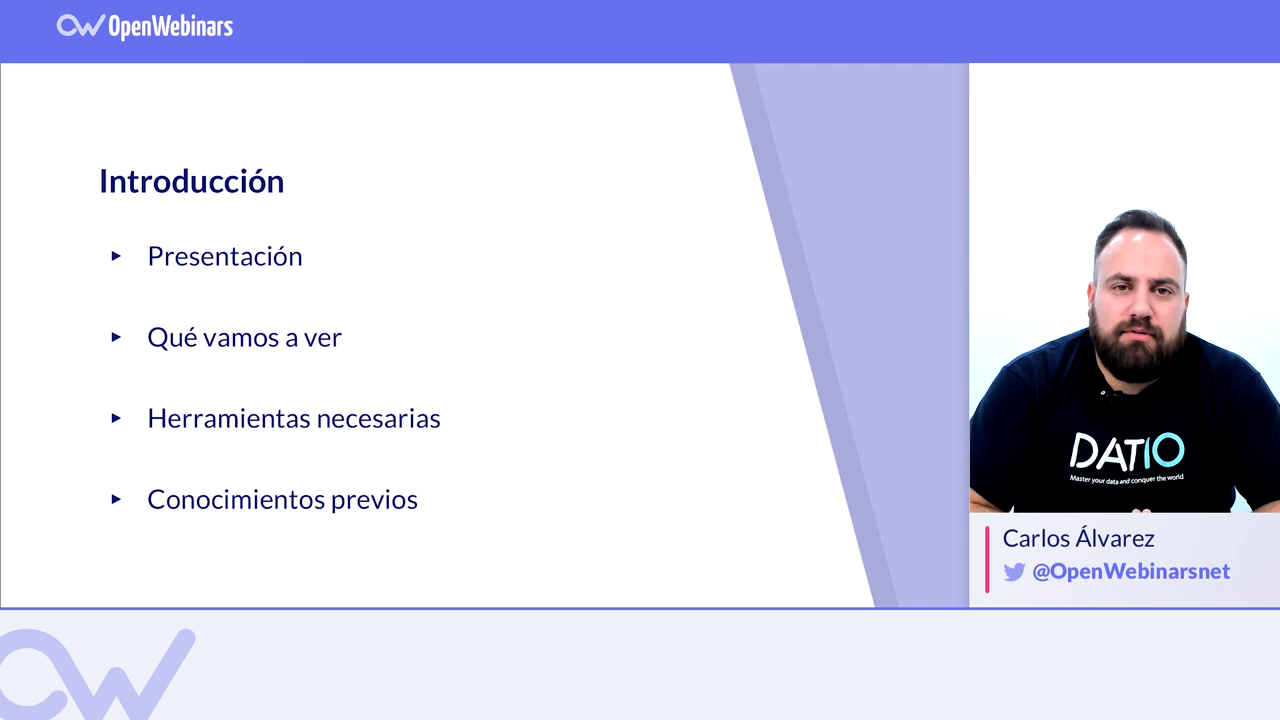 OpenWebinars
Introducción
▸ Presentación
▸ Qué vamos a ver
▸ Herramientas necesarias
▸ Conocimientos previos
DATIO
Master your data and conquer the world
Carlos Álvarez
@OpenWebinarsnet